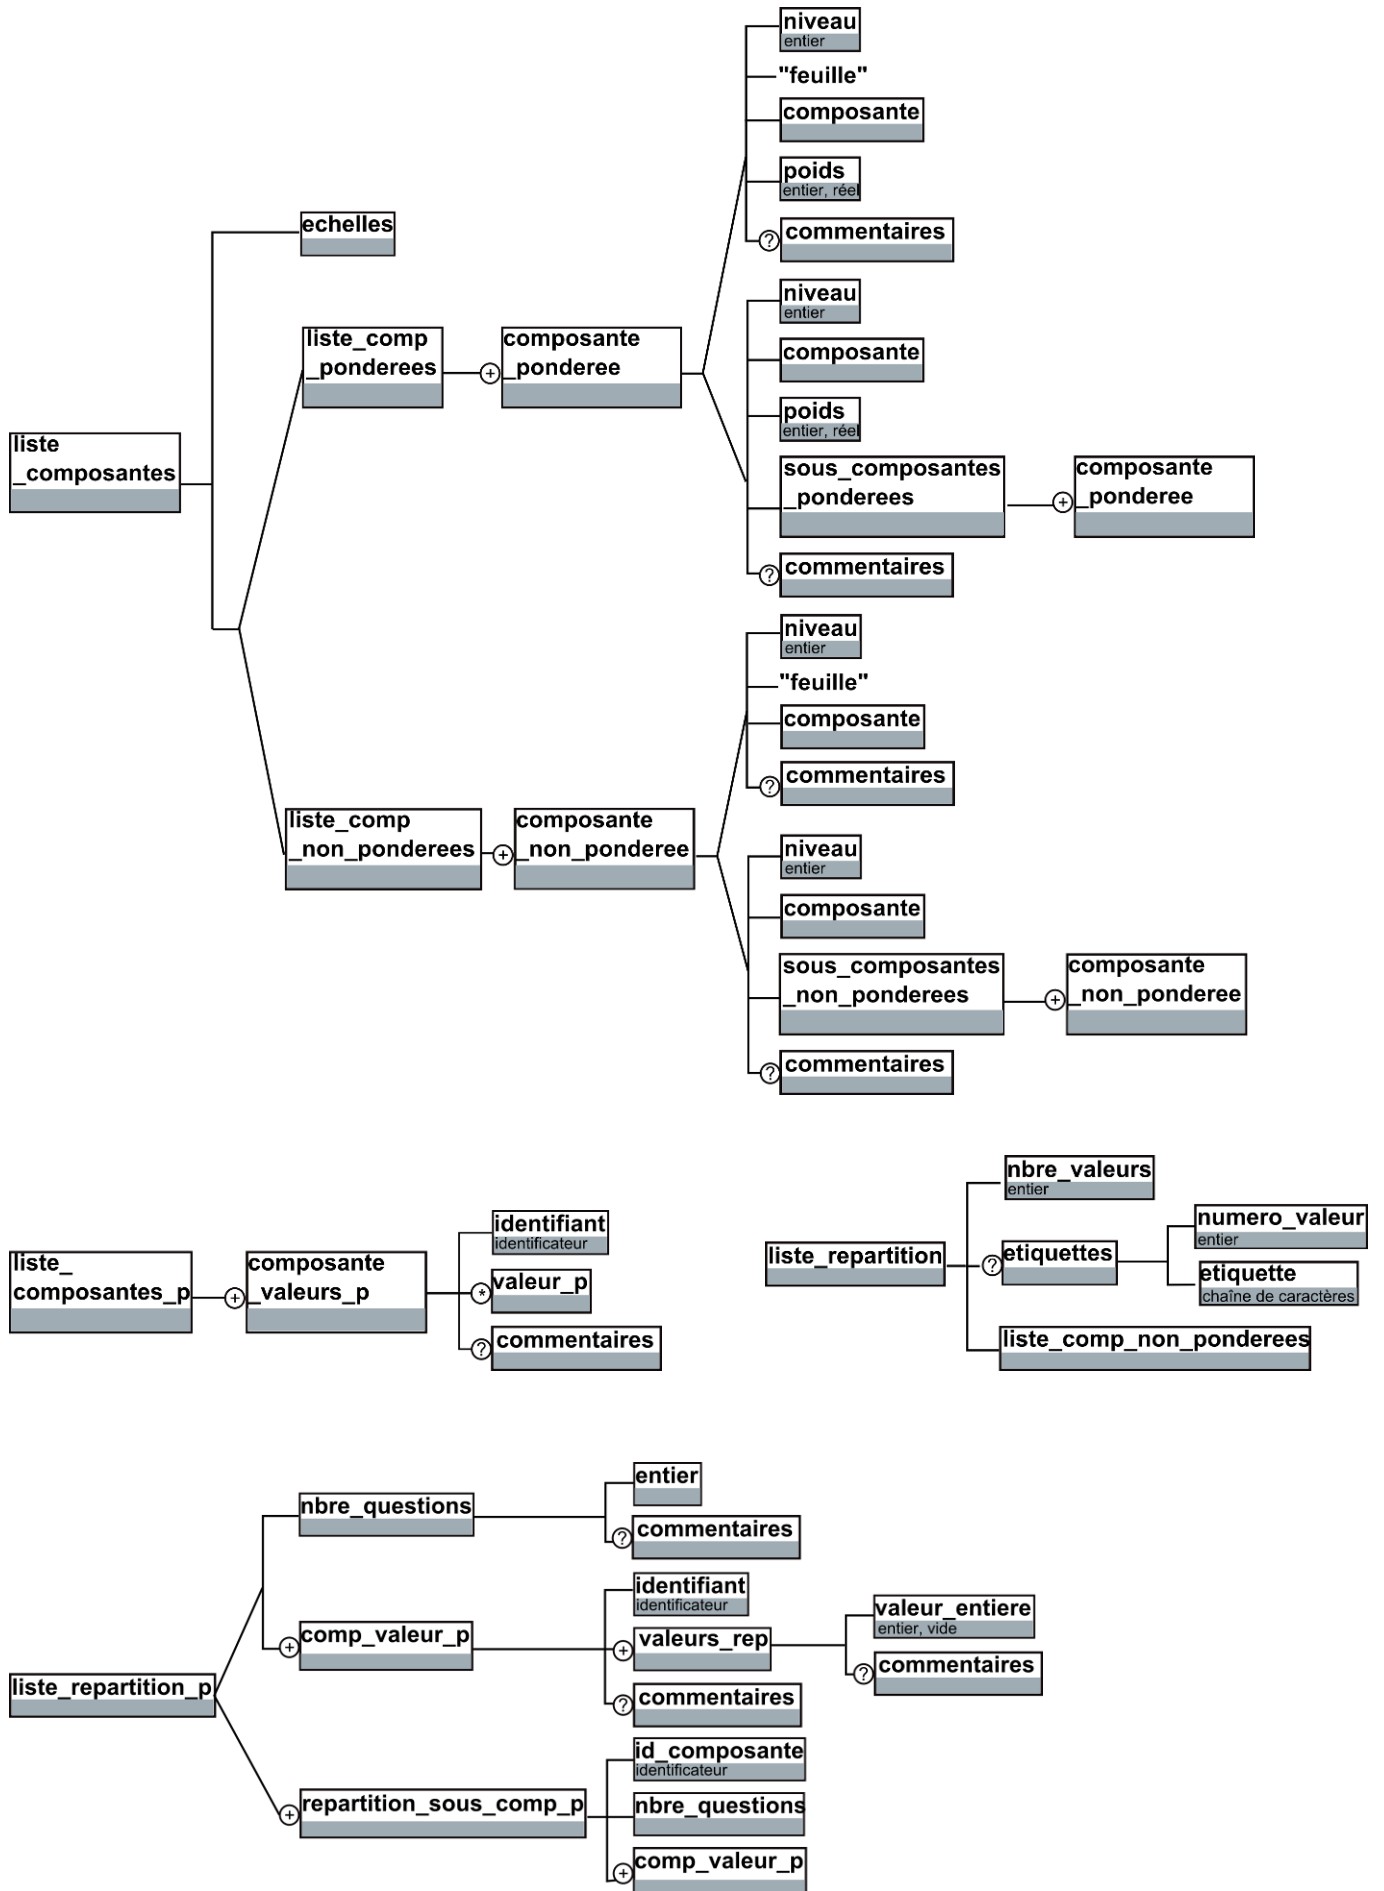 niveau
entier
"feuille"
composante
poids
entier, réel
commentaires
echelles
niveau
entier
liste_comp
_ponderees
+
composante
_ponderee
composante
poids
entier, réel
liste
_composantes
sous_composantes
_ponderees
+
composante
_ponderee
?
commentaires
niveau
entier
"feuille"
composante
?
commentaires
liste_comp
_non_ponderees
+
composante
_non_ponderee
niveau
entier
composante
sous_composantes
_non_ponderees
+
composante
_non_ponderee
?
commentaires
liste_
composantes_p
+
composante
_valeurs_p
identifiant
identificateur
*
valeur_p
?
commentaires
liste_repartition
nbre_valeurs
entier
?
etiquettes
numero_valeur
entier
etiquette
chaîne de caractères
liste_comp_non_ponderees
liste_repartition_p
nbre_questions
entier
?
commentaires
+
comp_valeur_p
identifiant
identificateur
+
valeurs_rep
valeur_entiere
entier, vide
?
commentaires
?
commentaires
+
repartition_sous_comp_p
id_composante
identificateur
nbre_questions
+
comp_valeur_p